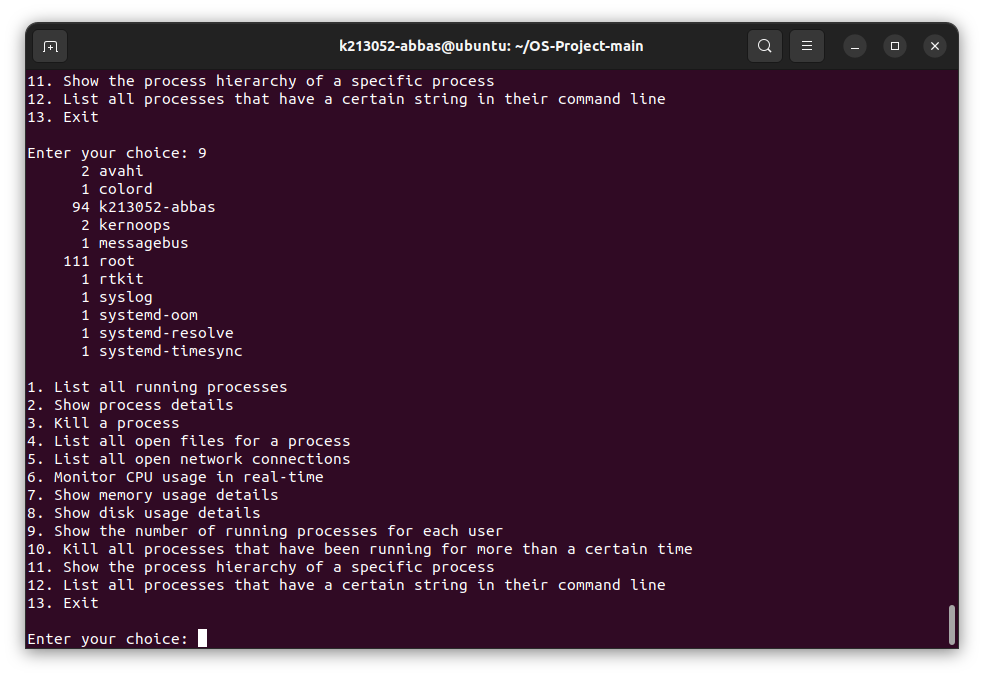 k213052-abbas@ubuntu: ~/OS-Project-main
11. Show the process hierarchy of a specific process
12. List all processes that have a certain string in their command line
13. Exit
Enter your choice: 9
2 avahi
1 colord
94 k213052-abbas
2 kernoops
1 messagebus
111 root
1 rtkit
1 syslog
1 systemd-oom
1 systemd-resolve
1 systemd-timesync
1. List all running processes
2. Show process details
3. Kill a process
4. List all open files for a process
5. List all open network connections
6. Monitor CPU usage in real-time
7. Show memory usage details
8. Show disk usage details
9. Show the number of running processes for each user
10. Kill all processes that have been running for more than a certain time
11. Show the process hierarchy of a specific process
12. List all processes that have a certain string in their command line
13. Exit
Enter your choice: